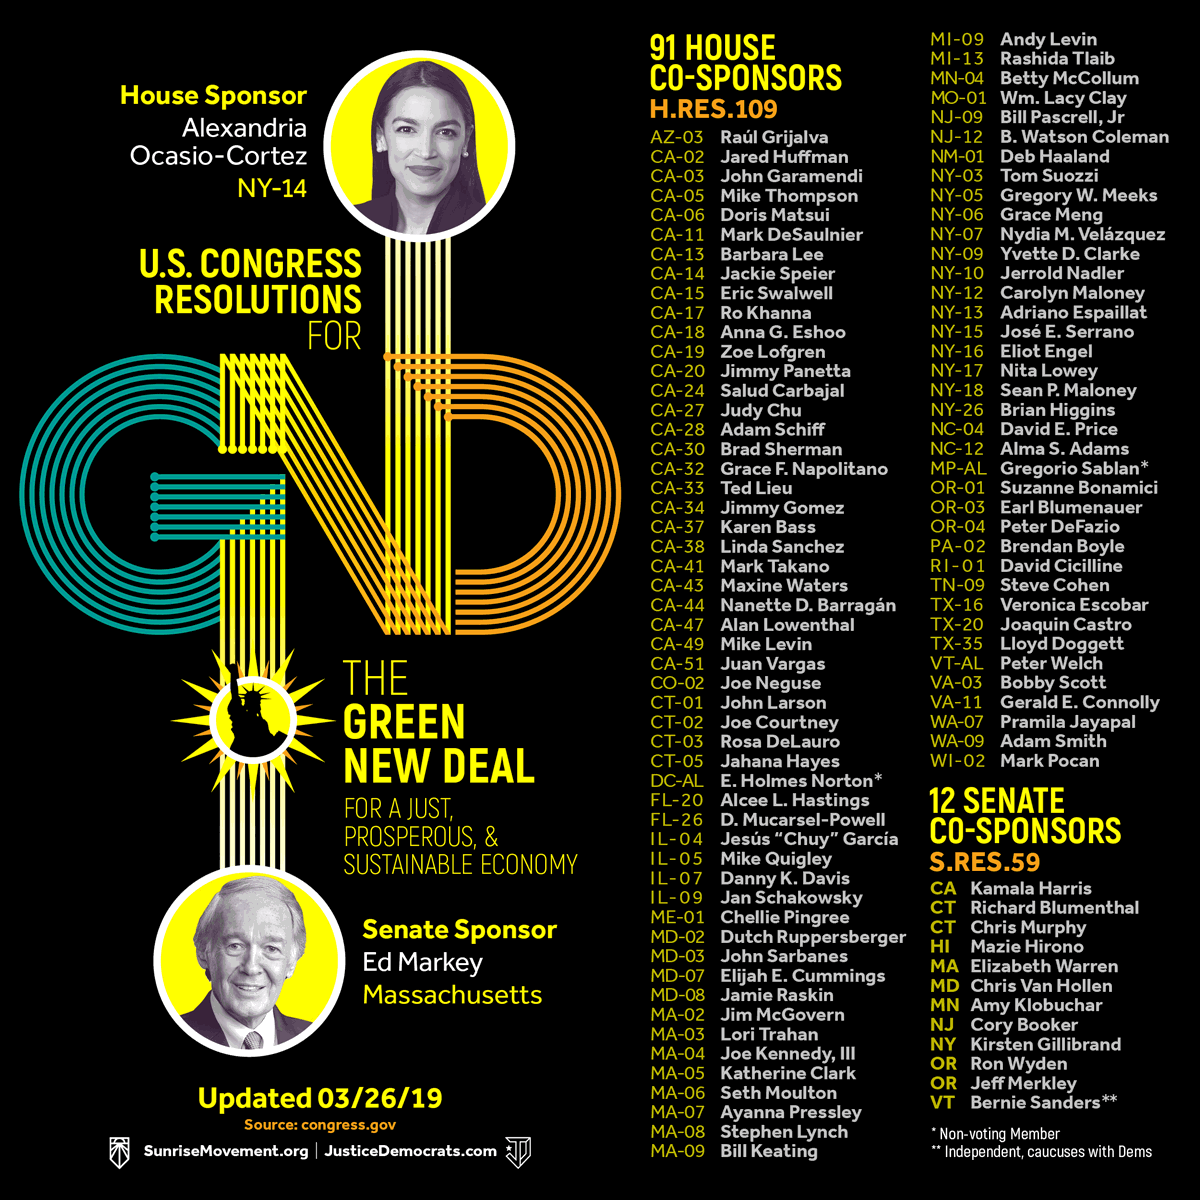 House Sponsor
Alexandria
Ocasio-Cortez
NY-14
U.S. CONGRESS
RESOLUTIONS
FOR
GND
THE
GREEN
NEW DEAL
FOR A JUST,
PROSPEROUS, &
SUSTAINABLE ECONOMY
Senate Sponsor
Ed Markey
Massachusetts
Updated 03/26/19
Source: congress.gov
SunriseMovement.org | JusticeDemocrats.com
91 HOUSE
CO-SPONSORS
H.RES.109
AZ-03 Raúl Grijalva
CA-02 Jared Huffman
CA-03 John Garamendi
CA-05 Mike Thompson
CA-06 Doris Matsui
CA-11 Mark DeSaulnier
CA-13 Barbara Lee
CA-14 Jackie Speier
CA-15 Eric Swalwell
CA-17 Ro Khanna
CA-18 Anna G. Eshoo
CA-19 Zoe Lofgren
CA-20 Jimmy Panetta
CA-24 Salud Carbajal
CA-27 Judy Chu
CA-28 Adam Schiff
CA-30 Brad Sherman
CA-32 Grace F. Napolitano
CA-33 Ted Lieu
CA-34 Jimmy Gomez
CA-37 Karen Bass
CA-38 Linda Sanchez
CA-41 Mark Takano
CA-43 Maxine Waters
CA-44 Nanette D. Barragán
CA-47 Alan Lowenthal
CA-49 Mike Levin
CA-51 Juan Vargas
CO-02 Joe Neguse
CT-01 John Larson
CT-02 Joe Courtney
CT-03 Rosa DeLauro
CT-05 Jahana Hayes
DC-AL E. Holmes Norton*
FL-20 Alcee L. Hastings
FL-26 D. Mucarsel-Powell
IL-04 Jesús “Chuy” García
IL-05 Mike Quigley
IL-07 Danny K. Davis
IL-09 Jan Schakowsky
ME-01 Chellie Pingree
MD-02 Dutch Ruppersberger
MD-03 John Sarbanes
MD-07 Elijah E. Cummings
MD-08 Jamie Raskin
MA-02 Jim McGovern
MA-03 Lori Trahan
MA-04 Joe Kennedy, III
MA-05 Katherine Clark
MA-06 Seth Moulton
MA-07 Ayanna Pressley
MA-08 Stephen Lynch
MA-09 Bill Keating
MI-09 Andy Levin
MI-13 Rashida Tlaib
MN-04 Betty McCollum
MO-01 Wm. Lacy Clay
NJ-09 Bill Pascrell, Jr
NJ-12 B. Watson Coleman
NM-01 Deb Haaland
NY-03 Tom Suozzi
NY-05 Gregory W. Meeks
NY-06 Grace Meng
NY-07 Nydia M. Velázquez
NY-09 Yvette D. Clarke
NY-10 Jerrold Nadler
NY-12 Carolyn Maloney
NY-13 Adriano Espaillat
NY-15 José E. Serrano
NY-16 Eliot Engel
NY-17 Nita Lowey
NY-18 Sean P. Maloney
NY-26 Brian Higgins
NC-04 David E. Price
NC-12 Alma S. Adams
MP-AL Gregorio Sablan*
OR-01 Suzanne Bonamici
OR-03 Earl Blumenauer
OR-04 Peter DeFazio
PA-02 Brendan Boyle
RI-01 David Cicilline
TN-09 Steve Cohen
TX-16 Veronica Escobar
TX-20 Joaquin Castro
TX-35 Lloyd Doggett
VT-AL Peter Welch
VA-03 Bobby Scott
VA-11 Gerald E. Connolly
WA-07 Pramila Jayapal
WA-09 Adam Smith
WI-02 Mark Pocan
12 SENATE
CO-SPONSORS
S.RES.59
CA Kamala Harris
CT Richard Blumenthal
CT Chris Murphy
HI Mazie Hirono
MA Elizabeth Warren
MD Chris Van Hollen
MN Amy Klobuchar
NJ Cory Booker
NY Kirsten Gillibrand
OR Ron Wyden
OR Jeff Merkley
VT Bernie Sanders**
* Non-voting Member
** Independent, caucuses with Dems